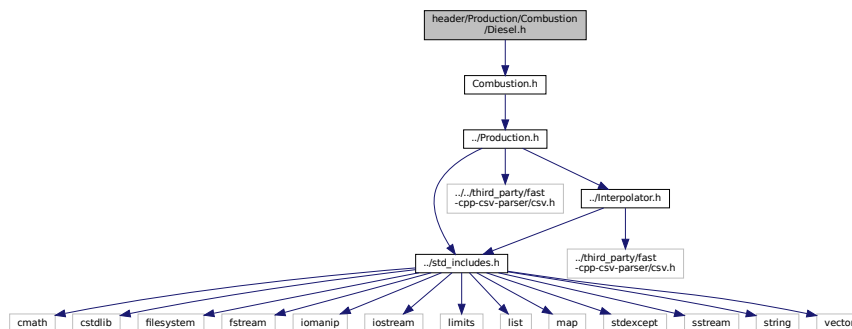 header/Production/Combustion
/Diesel.h
Combustion.h
../Production.h
../../third_party/fast
-cpp-csv-parser/csv.h
../Interpolator.h
../third_party/fast
-cpp-csv-parser/csv.h
../std_includes.h
cmath
cstdlib
filesystem
fstream
iomanip
iostream
limits
list
map
stdexcept
sstream
string
vector